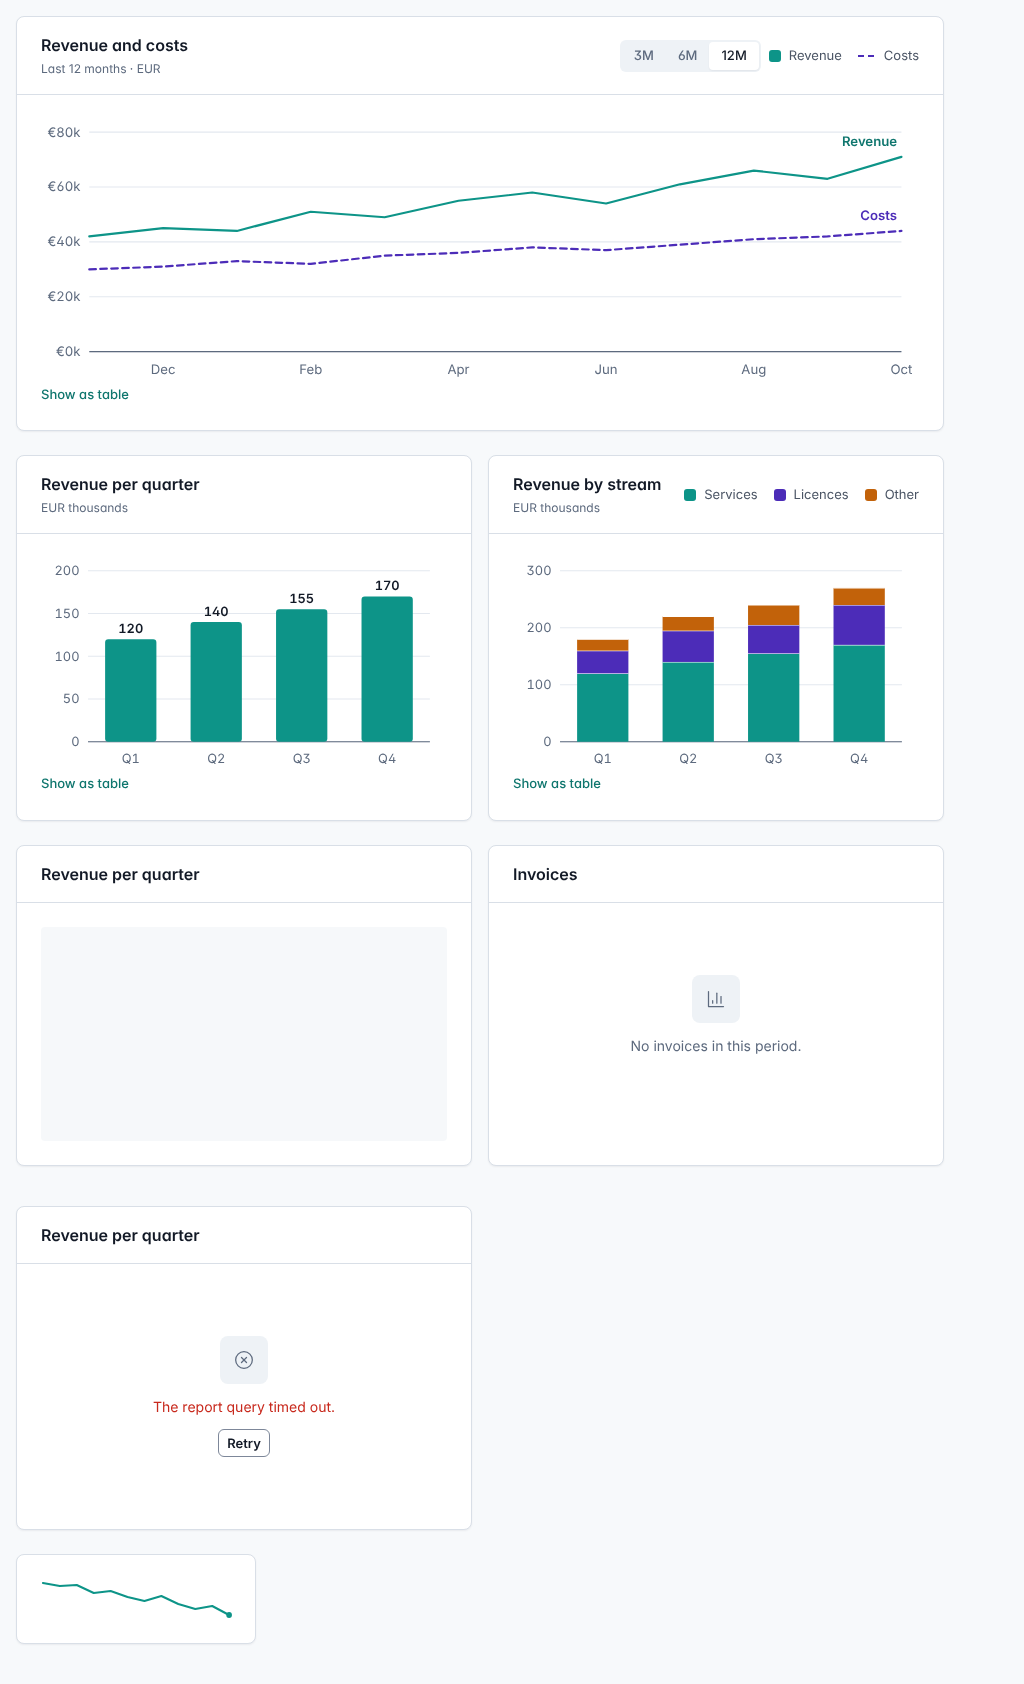 Revenue and costs
Last 12 months · EUR
3M 6M 12M Revenue Costs
€80k
Revenue
€60k
Costs
€40k
€20k
€0k
Dec Feb Apr Jun Aug Oct
Show as table
Revenue per quarter
EUR thousands
200
170
155
150
140
120
100
50
0
Q1 Q2 Q3 Q4
Show as table
Revenue by stream
EUR thousands
Services Licences Other
300
200
100
0
Q1 Q2 Q3 Q4
Show as table
Revenue per quarter
Invoices
No invoices in this period.
Revenue per quarter
The report query timed out.
Retry